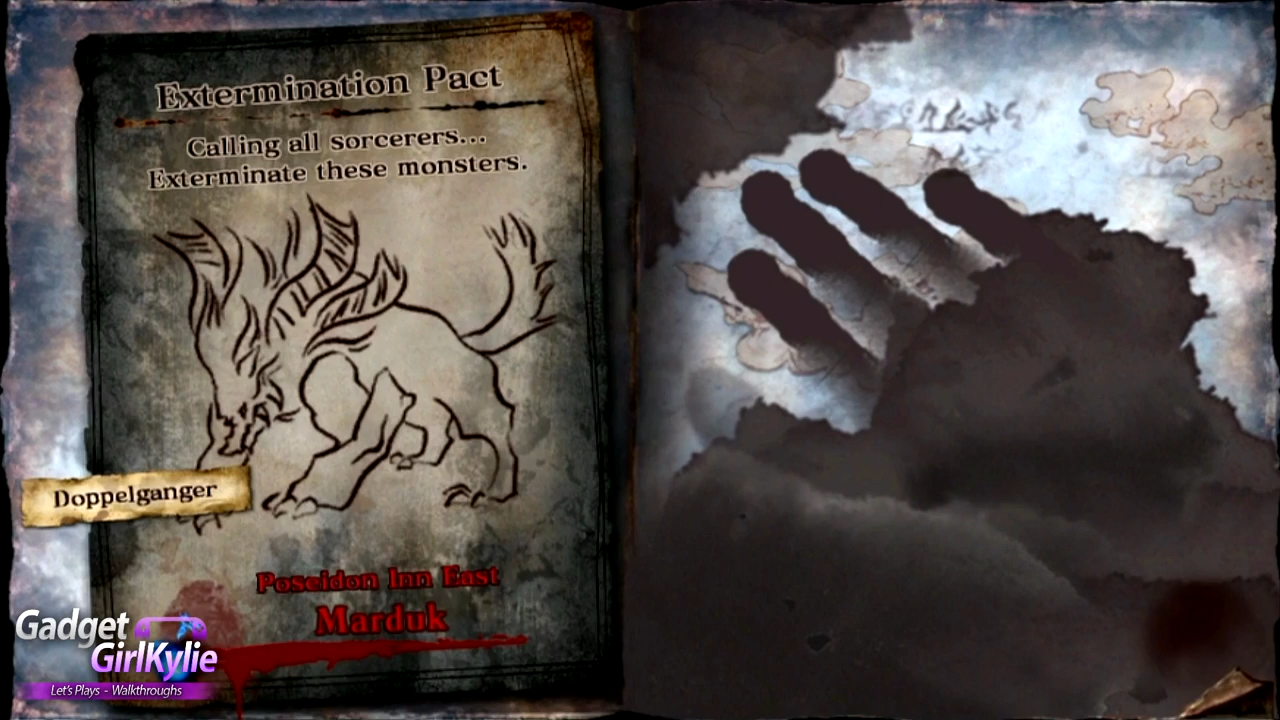 Extermination Pact
Calling all sorcerers...
Exterminate these monsters.
Doppelganger
Poseidon Inn East
Marduk
Gadget
GirlKylie
Let's Plays - Walkthroughs